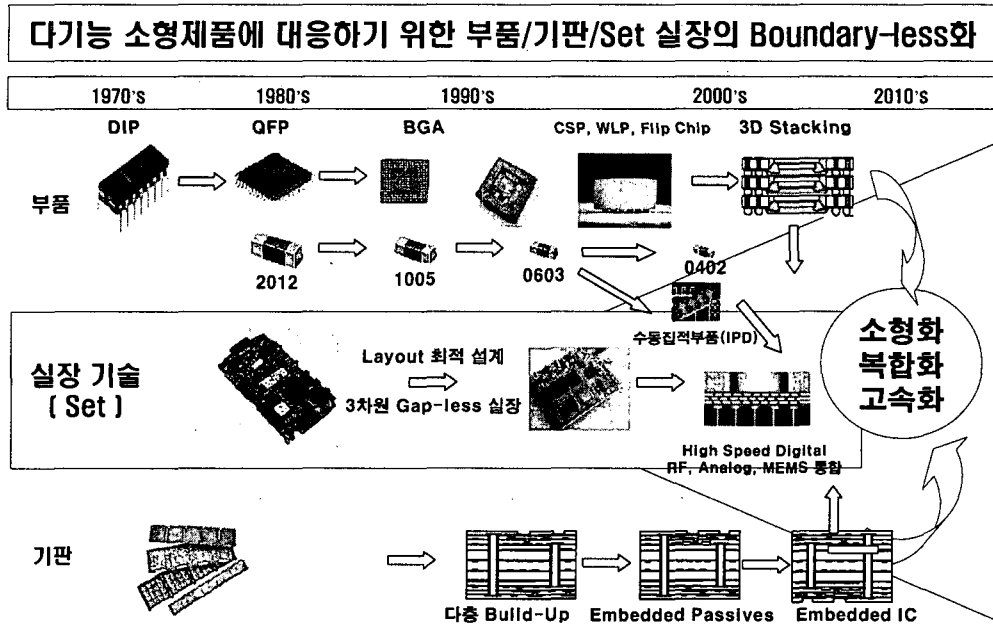 다기능 소형제품에 대응하기 위한 부품/기판/Set 실장의 Boundary-less화
1970's 1980's 1990's 2000's 2010's
DIP QFP BGA CSP, WLP, Flip Chip 3D Stacking
부품
2012 1005 0603 0402
수동집적부품(IPD)
소형화
복합화
고속화
실장 기술
( Set )
Layout 최적 설계
3차원 Gap-less 실장
High Speed Digital
RF, Analog, MEMS 통합
기판
다층 Build-Up Embedded Passives Embedded IC